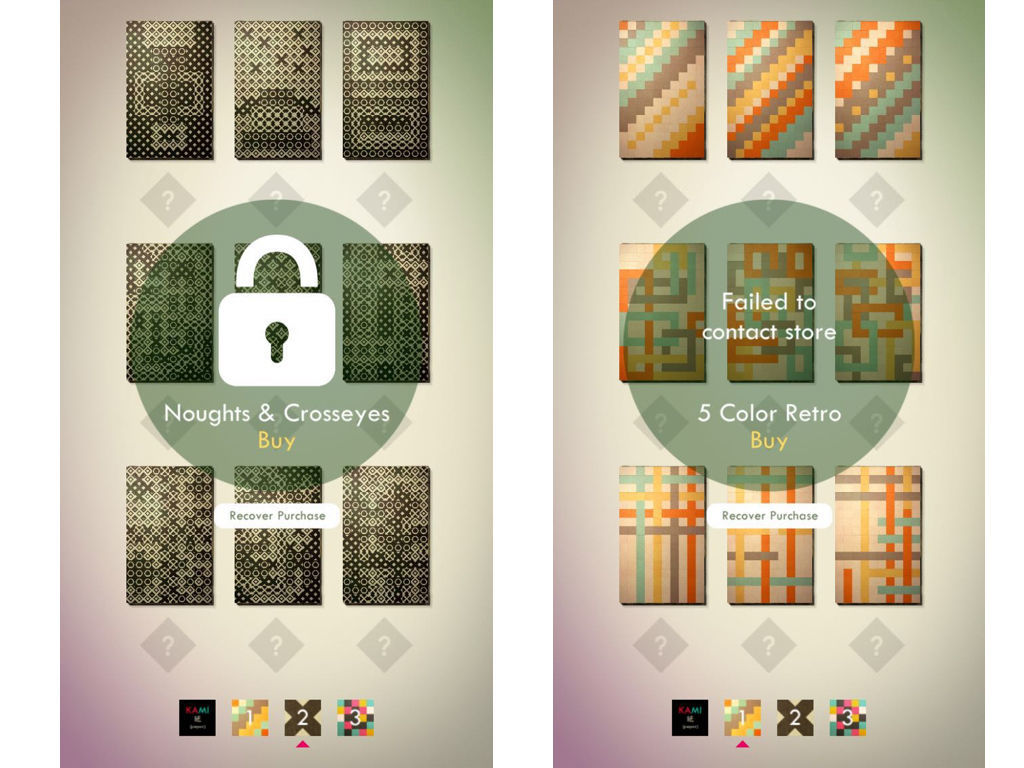 ? ? ?
Noughts & Crosseyes
Buy
Recover Purchase
? ? ?
KAMI
1
2
3
? ? ?
Failed to
contact store
5 Color Retro
Buy
Recover Purchase
? ? ?
KAMI
1
2
3